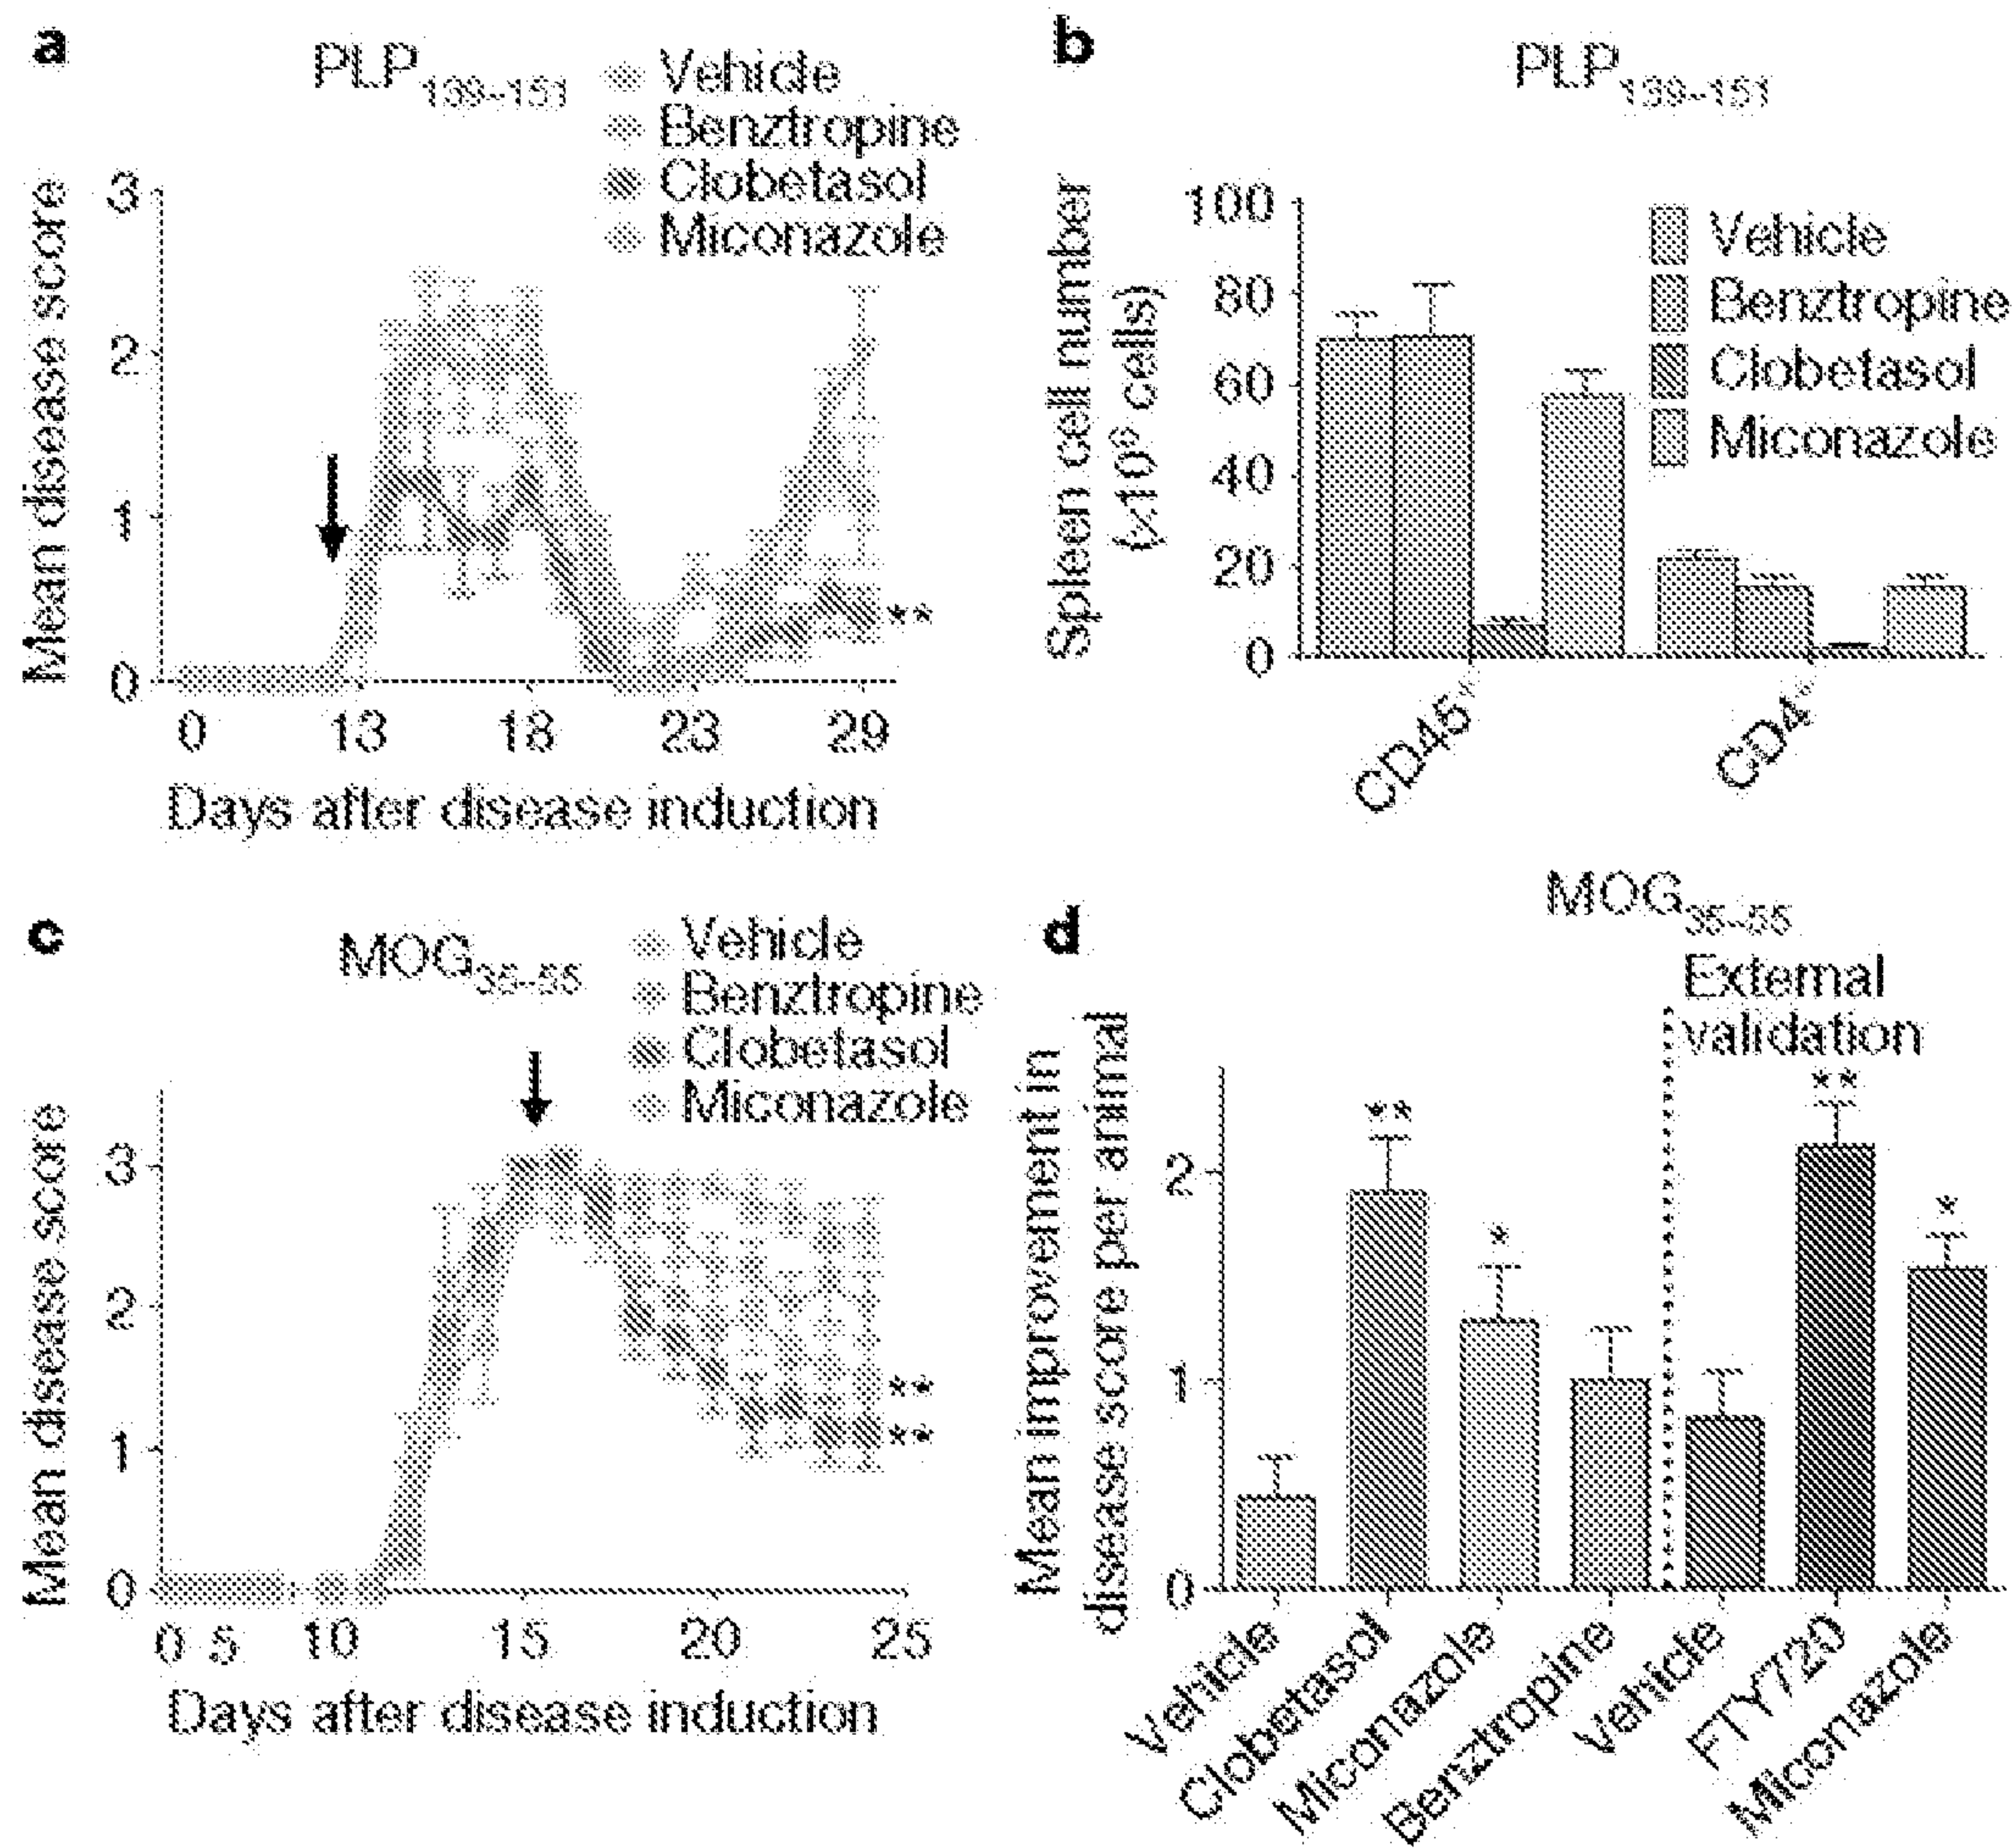 a
PLP139–151
Vehicle
Benztropine
Clobetasol
Miconazole
Mean disease score
3
2
1
0
0 13 18 23 29
**
Days after disease induction
b
PLP139–151
Vehicle
Benztropine
Clobetasol
Miconazole
Spleen cell number
(×10⁶ cells)
100
80
60
40
20
0
CD45⁺
CD4⁺
c
MOG35–55
Vehicle
Benztropine
Clobetasol
Miconazole
Mean disease score
3
2
1
0
0 5 10 15 20 25
**
**
Days after disease induction
d
MOG35–55
External
validation
Mean improvement in
disease score per animal
2
1
0
**
*
**
*
Vehicle
Clobetasol
Miconazole
Benztropine
Vehicle
FTY720
Miconazole